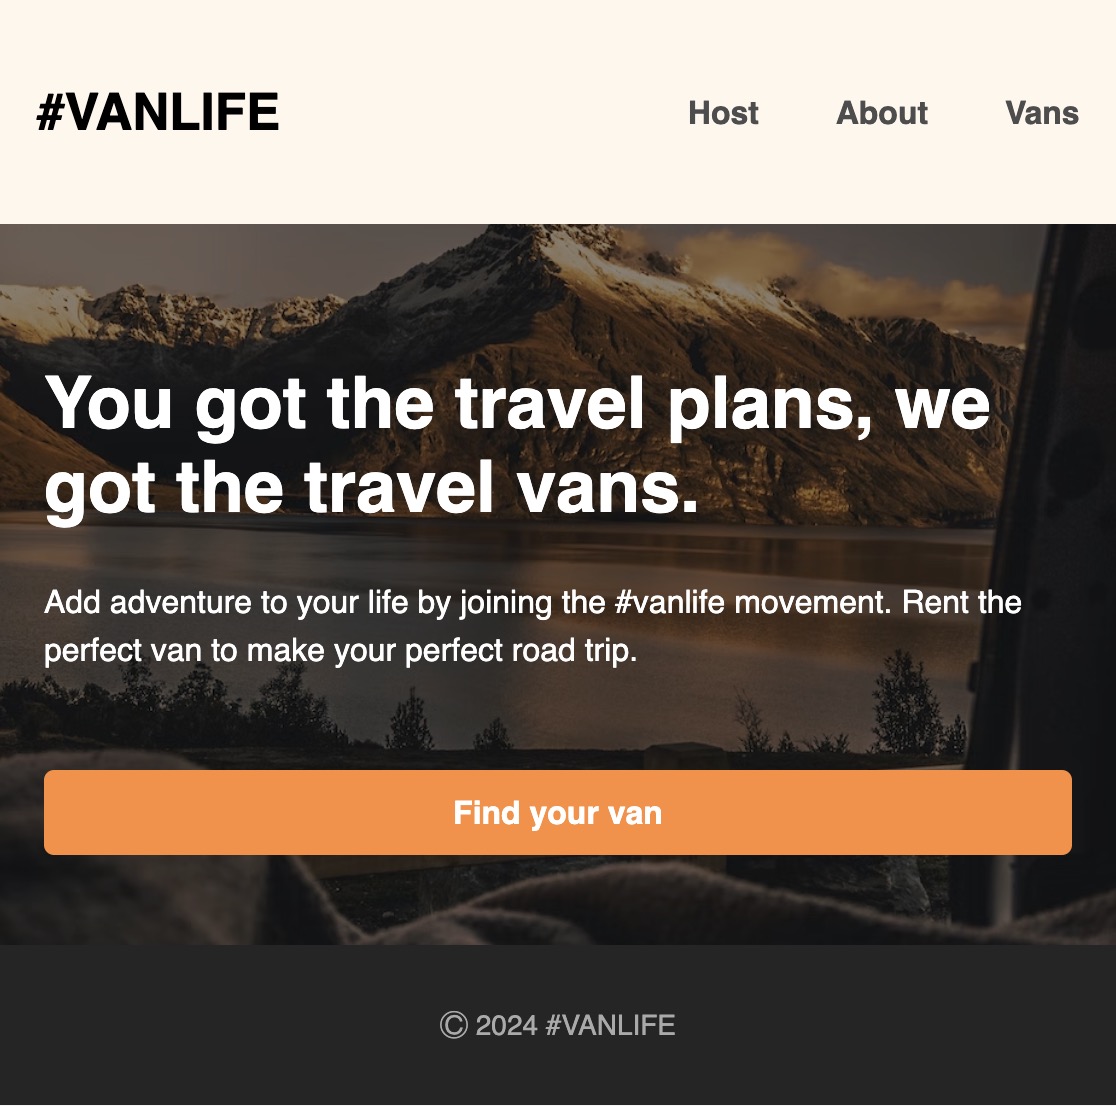 #VANLIFE
Host About Vans
You got the travel plans, we
got the travel vans.
Add adventure to your life by joining the #vanlife movement. Rent the
perfect van to make your perfect road trip.
Find your van
Ⓒ 2024 #VANLIFE